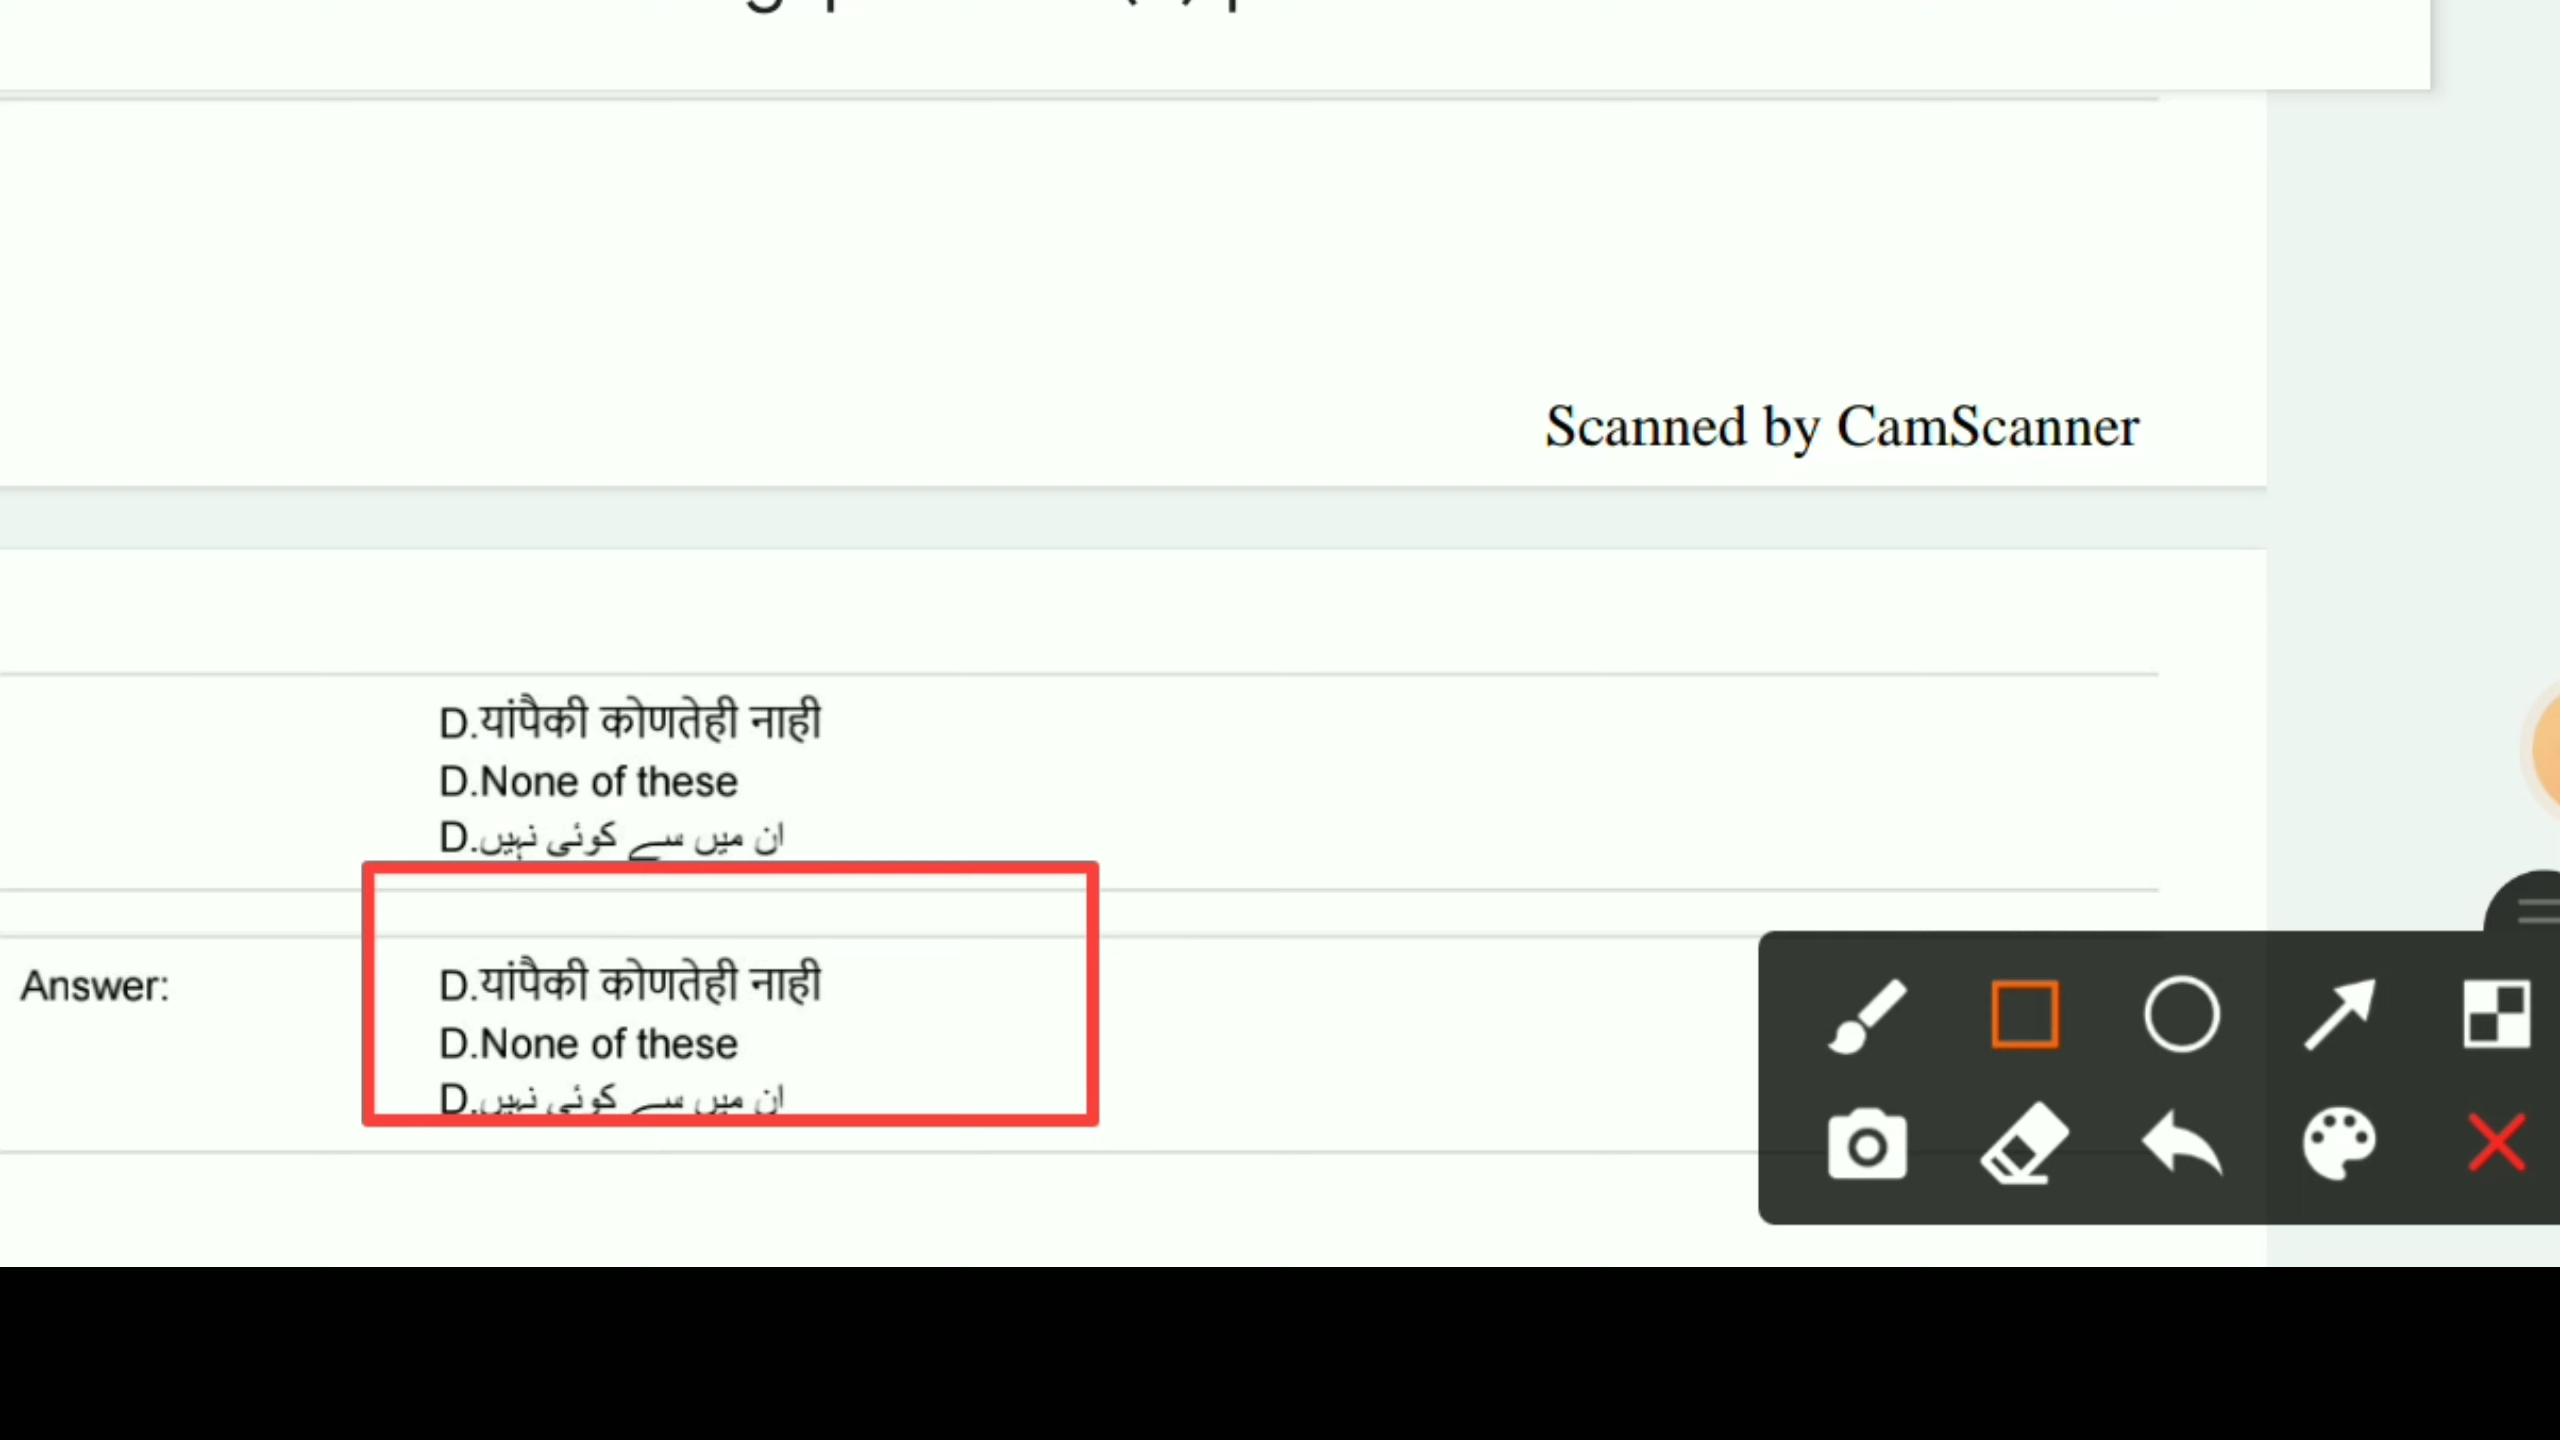 Scanned by CamScanner
D.यांपैकी कोणतेही नाही
D.None of these
D.ان میں سے کوئی نہیں
Answer:
D.यांपैकी कोणतेही नाही
D.None of these
D.ان میں سے کوئی نہیں